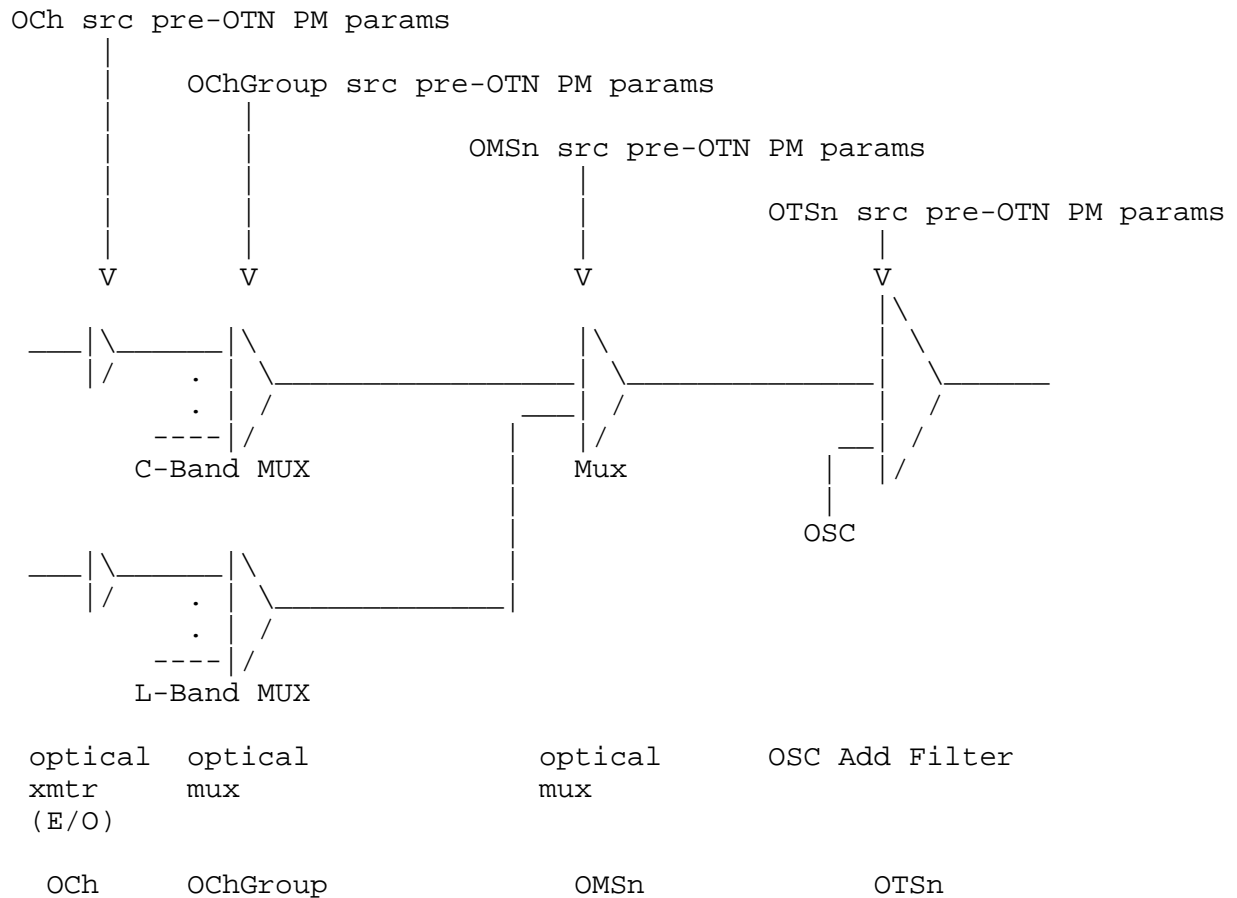 OCh src pre-OTN PM params
OChGroup src pre-OTN PM params
OMSn src pre-OTN PM params
OTSn src pre-OTN PM params
V V V V
C-Band MUX Mux
OSC
L-Band MUX
optical optical optical OSC Add Filter
xmtr mux mux
(E/O)
OCh OChGroup OMSn OTSn